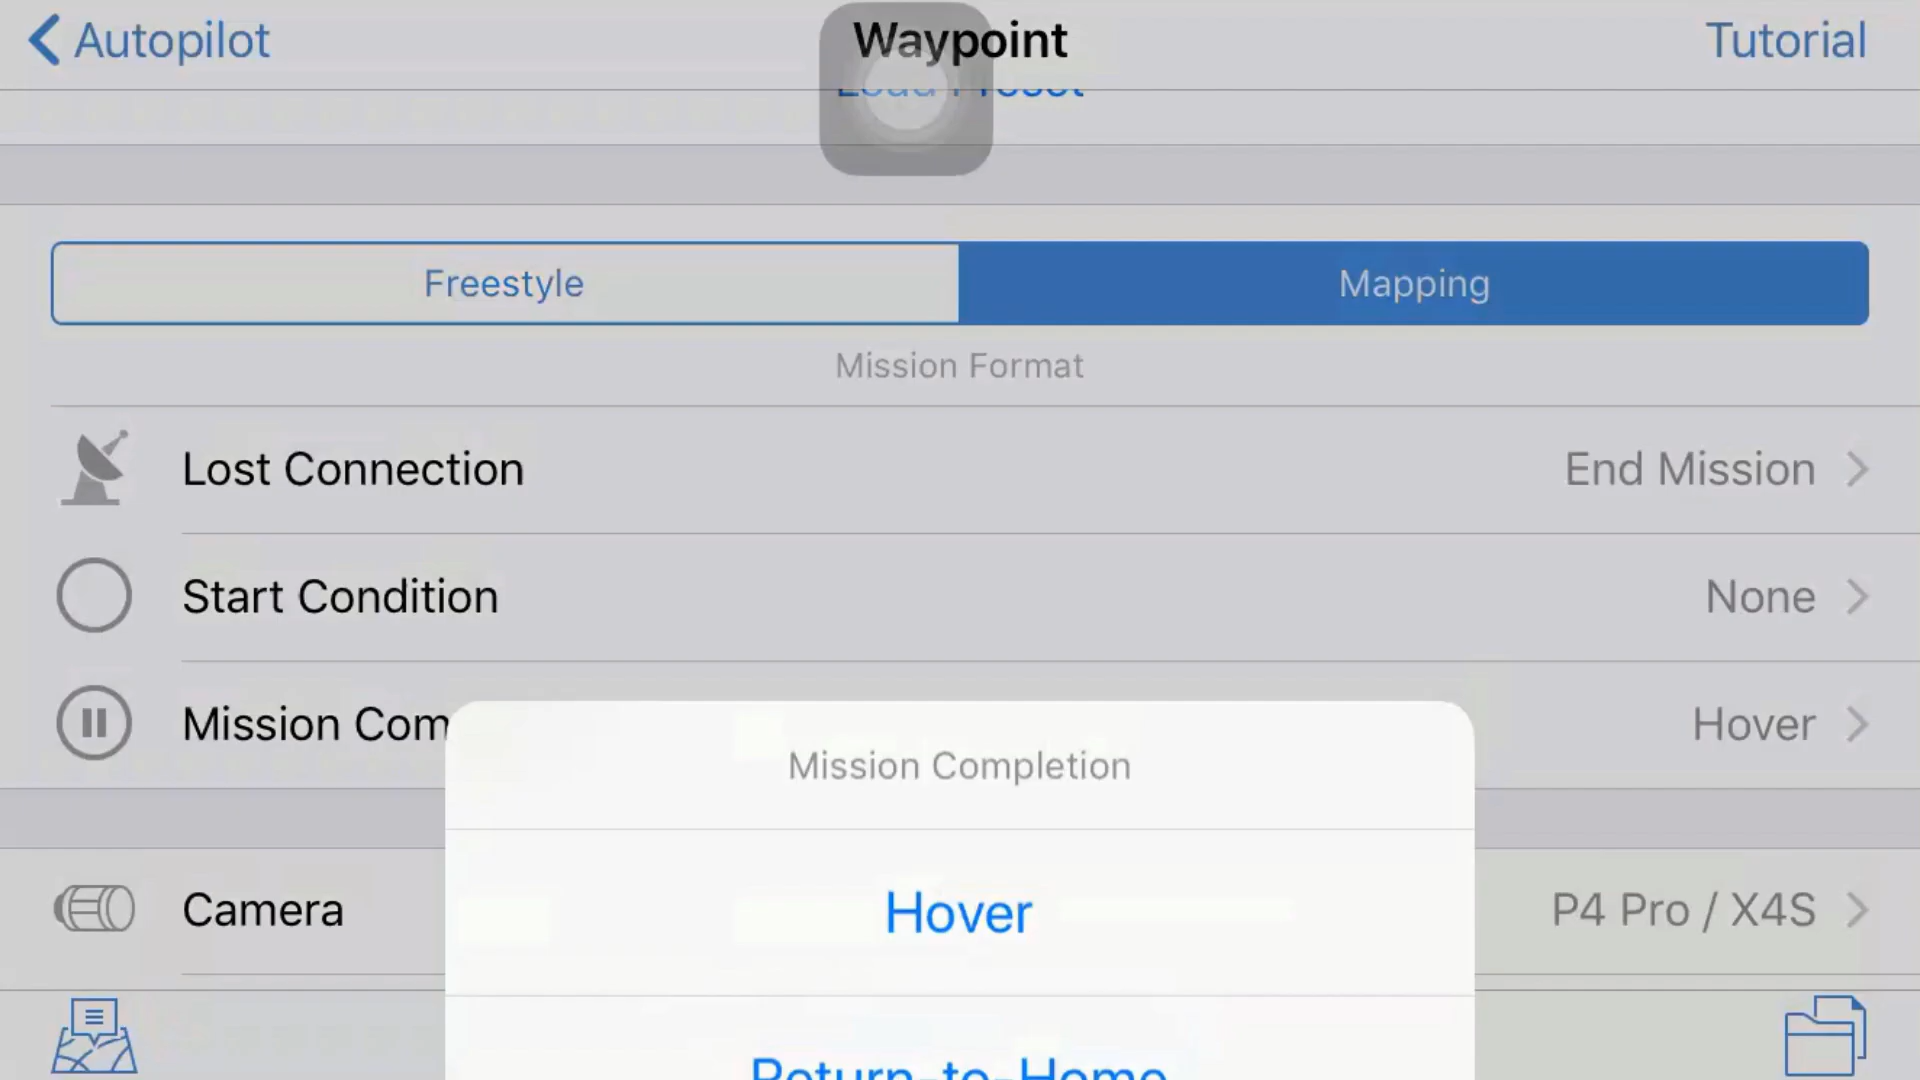 Autopilot
Waypoint
Tutorial
Load Preset
Freestyle
Mapping
Mission Format
Lost Connection
End Mission
Start Condition
None
Mission Com
Hover
Mission Completion
Hover
Camera
P4 Pro / X4S
Return-to-Home